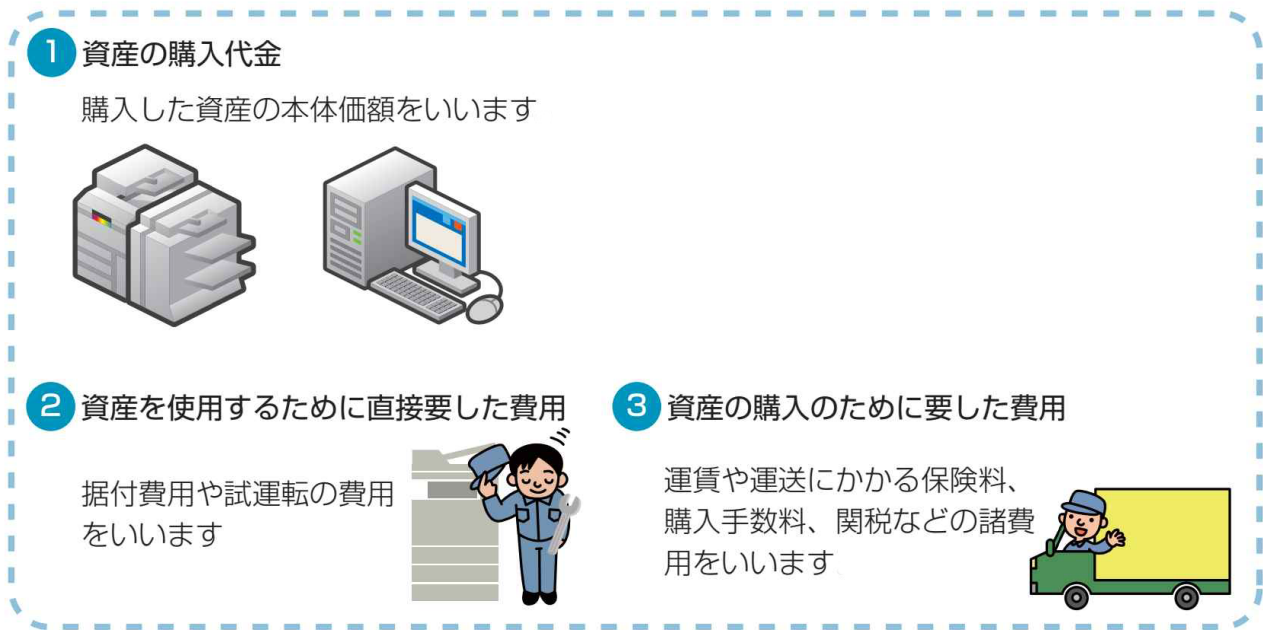 1 資産の購入代金
購入した資産の本体価額をいいます
2 資産を使用するために直接要した費用
据付費用や試運転の費用
をいいます
3 資産の購入のために要した費用
運賃や運送にかかる保険料、
購入手数料、関税などの諸費
用をいいます